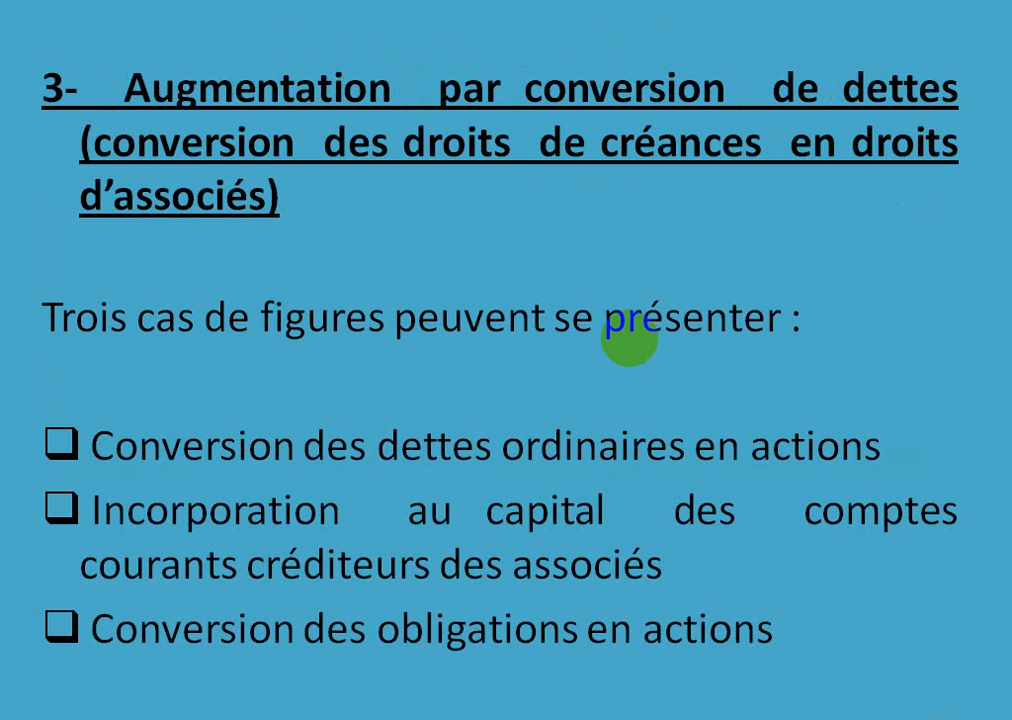 3- Augmentation par conversion de dettes
(conversion des droits de créances en droits
d’associés)
Trois cas de figures peuvent se présenter :
❑ Conversion des dettes ordinaires en actions
❑ Incorporation au capital des comptes
courants créditeurs des associés
❑ Conversion des obligations en actions